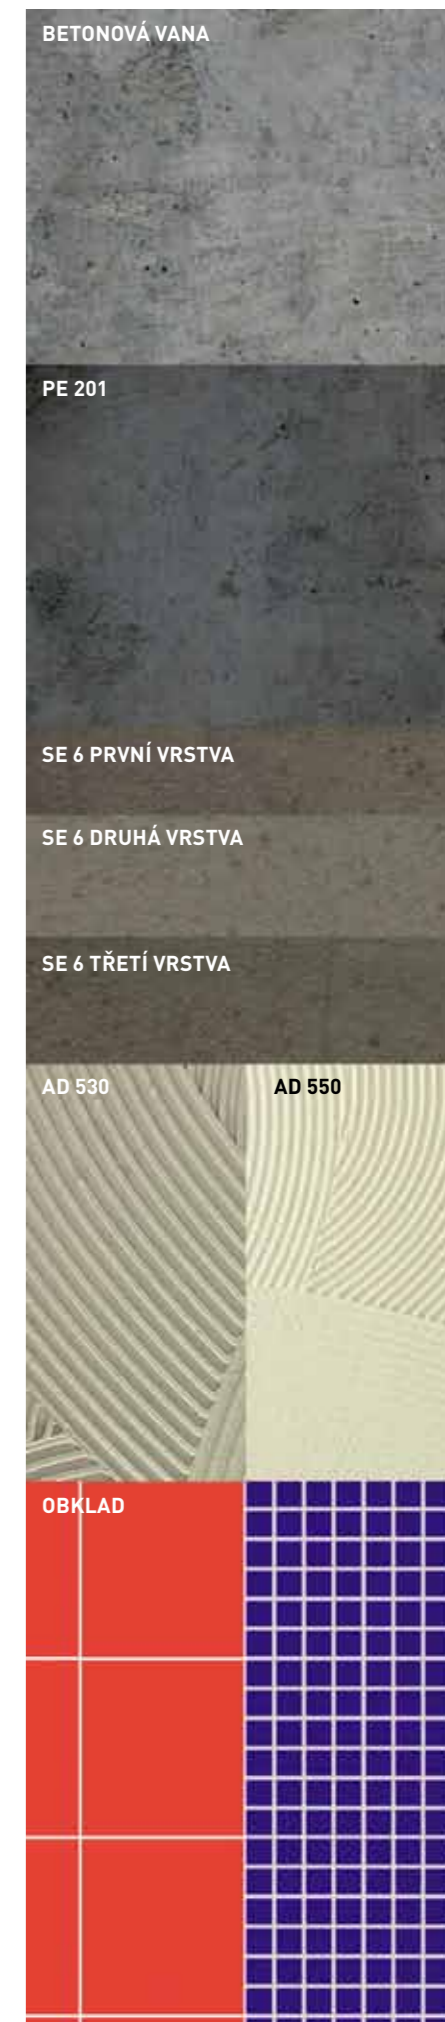 BETONOVÁ VANA
PE 201
SE 6 PRVNÍ VRSTVA
SE 6 DRUHÁ VRSTVA
SE 6 TŘETÍ VRSTVA
AD 530
AD 550
OBKLAD